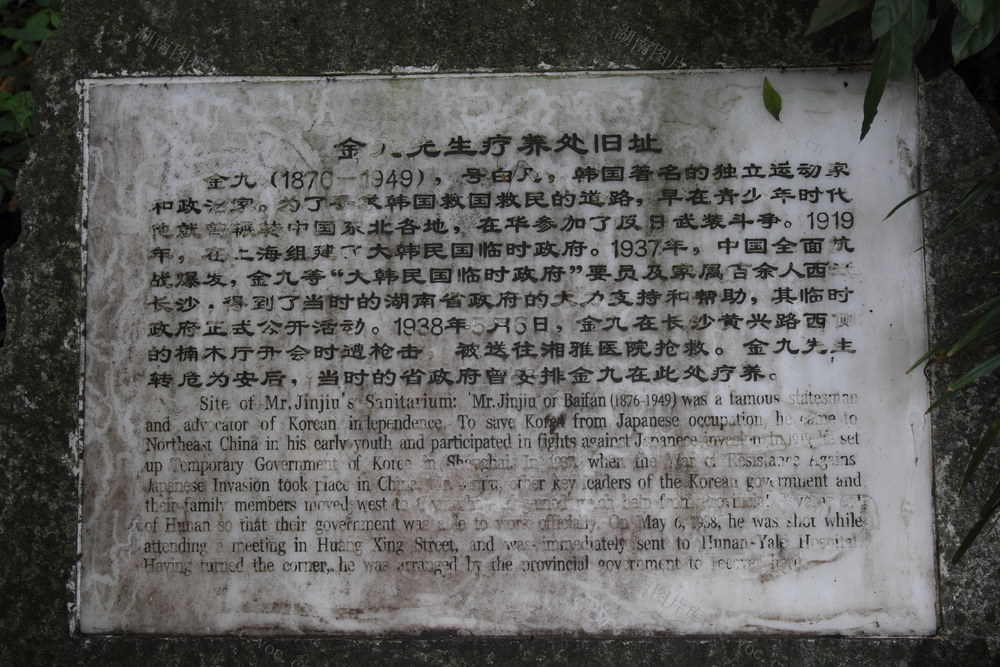 金九先生疗养处旧址
金九（1876—1949），号白凡，韩国著名的独立运动家
和政治家。为了 韩国救国救民的道路，早在青少年时代
他就曾辗转中国东北各地，在华参加了反日武装斗争。1919
年，在上海组建了大韩民国临时政府。1937年，中国全面抗
战爆发，金九等“大韩民国临时政府”要员及家属百余人西迁
长沙，得到了当时的湖南省政府的大力支持和帮助，其临时
政府正式公开活动。1938年5月6日，金九在长沙黄兴路西
的楠木厅开会时遭枪击，被送往湘雅医院抢救。金九先生
转危为安后，当时的省政府曾安排金九在此处疗养。
Site of Mr.Jinjiu's Sanitarium: Mr.Jinjiu or Baifan (1876-1949) was a famous statesman
and advocator of Korean independence. To save Korea from Japanese occupation, he came to
Northeast China in his early youth and participated in fights against Japanese invasion. In 1919 he set
up Temporary Government of Korea in Shanghai. In 1937, when the War of Resistance Agains
Japanese Invasion took place in China, Mr. Jinjiu, other key leaders of the Korean government and
their family members moved west to
of Hunan so that their government was able to work officially. On May 6, 1938, he was shot while
attending a meeting in Huang Xing Street, and was immediately sent to Hunan-Yale Hospital
Having turned the corner, he was arranged by the provincial government to recover here.